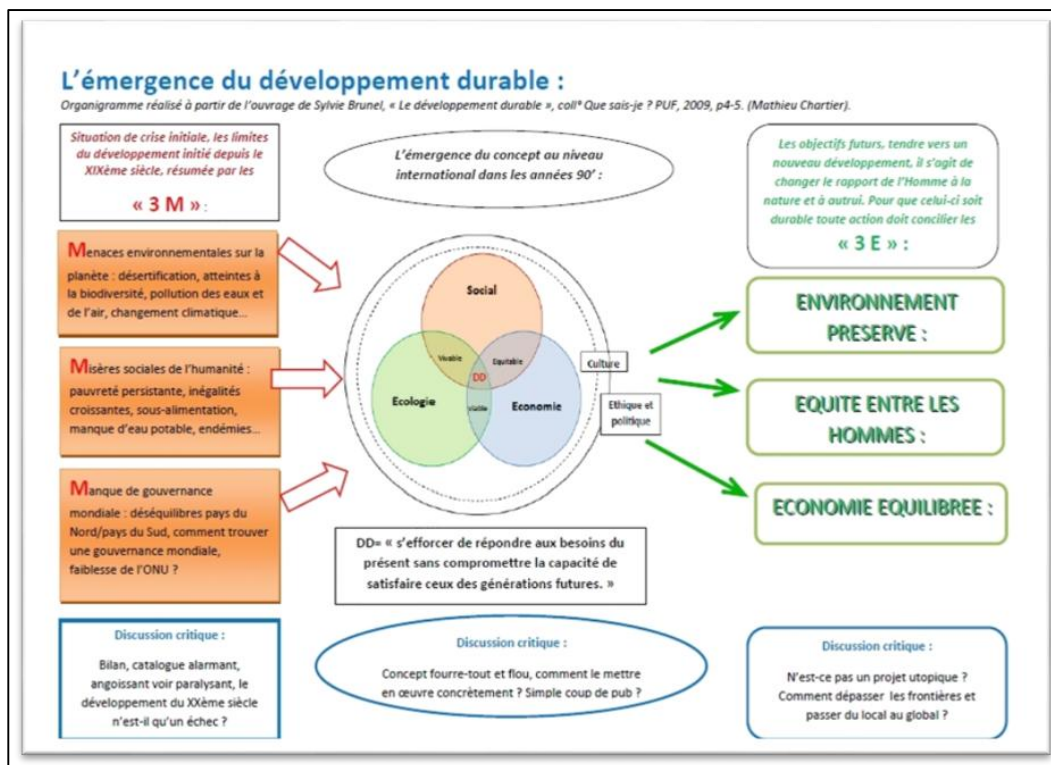 L'émergence du développement durable :
Organigramme réalisé à partir de l'ouvrage de Sylvie Brunel, « Le développement durable », coll° Que sais-je ? PUF, 2009, p4-5. (Mathieu Chartier).
Situation de crise initiale, les limites
du développement initié depuis le
XIXème siècle, résumée par les
« 3 M » :
Menaces environnementales sur la
planète : désertification, atteintes à
la biodiversité, pollution des eaux et
de l'air, changement climatique...
Misères sociales de l'humanité :
pauvreté persistante, inégalités
croissantes, sous-alimentation,
manque d'eau potable, endémies...
Manque de gouvernance
mondiale : déséquilibres pays du
Nord/pays du Sud, comment trouver
une gouvernance mondiale,
faiblesse de l'ONU ?
Discussion critique :
Bilan, catalogue alarmant,
angoissant voir paralysant, le
développement du XXème siècle
n'est-il qu'un échec ?
L'émergence du concept au niveau
international dans les années 90' :
Social
Vivable
Equitable
DD
Ecologie
viable
Economie
Culture
Ethique et
politique
DD= « s'efforcer de répondre aux besoins du
présent sans compromettre la capacité de
satisfaire ceux des générations futures. »
Discussion critique :
Concept fourre-tout et flou, comment le mettre
en œuvre concrètement ? Simple coup de pub ?
Les objectifs futurs, tendre vers un
nouveau développement, il s'agit de
changer le rapport de l'Homme à la
nature et à autrui. Pour que celui-ci soit
durable toute action doit concilier les
« 3 E » :
ENVIRONNEMENT
PRESERVE :
EQUITE ENTRE LES
HOMMES :
ECONOMIE EQUILIBREE :
Discussion critique :
N'est-ce pas un projet utopique ?
Comment dépasser les frontières et
passer du local au global ?